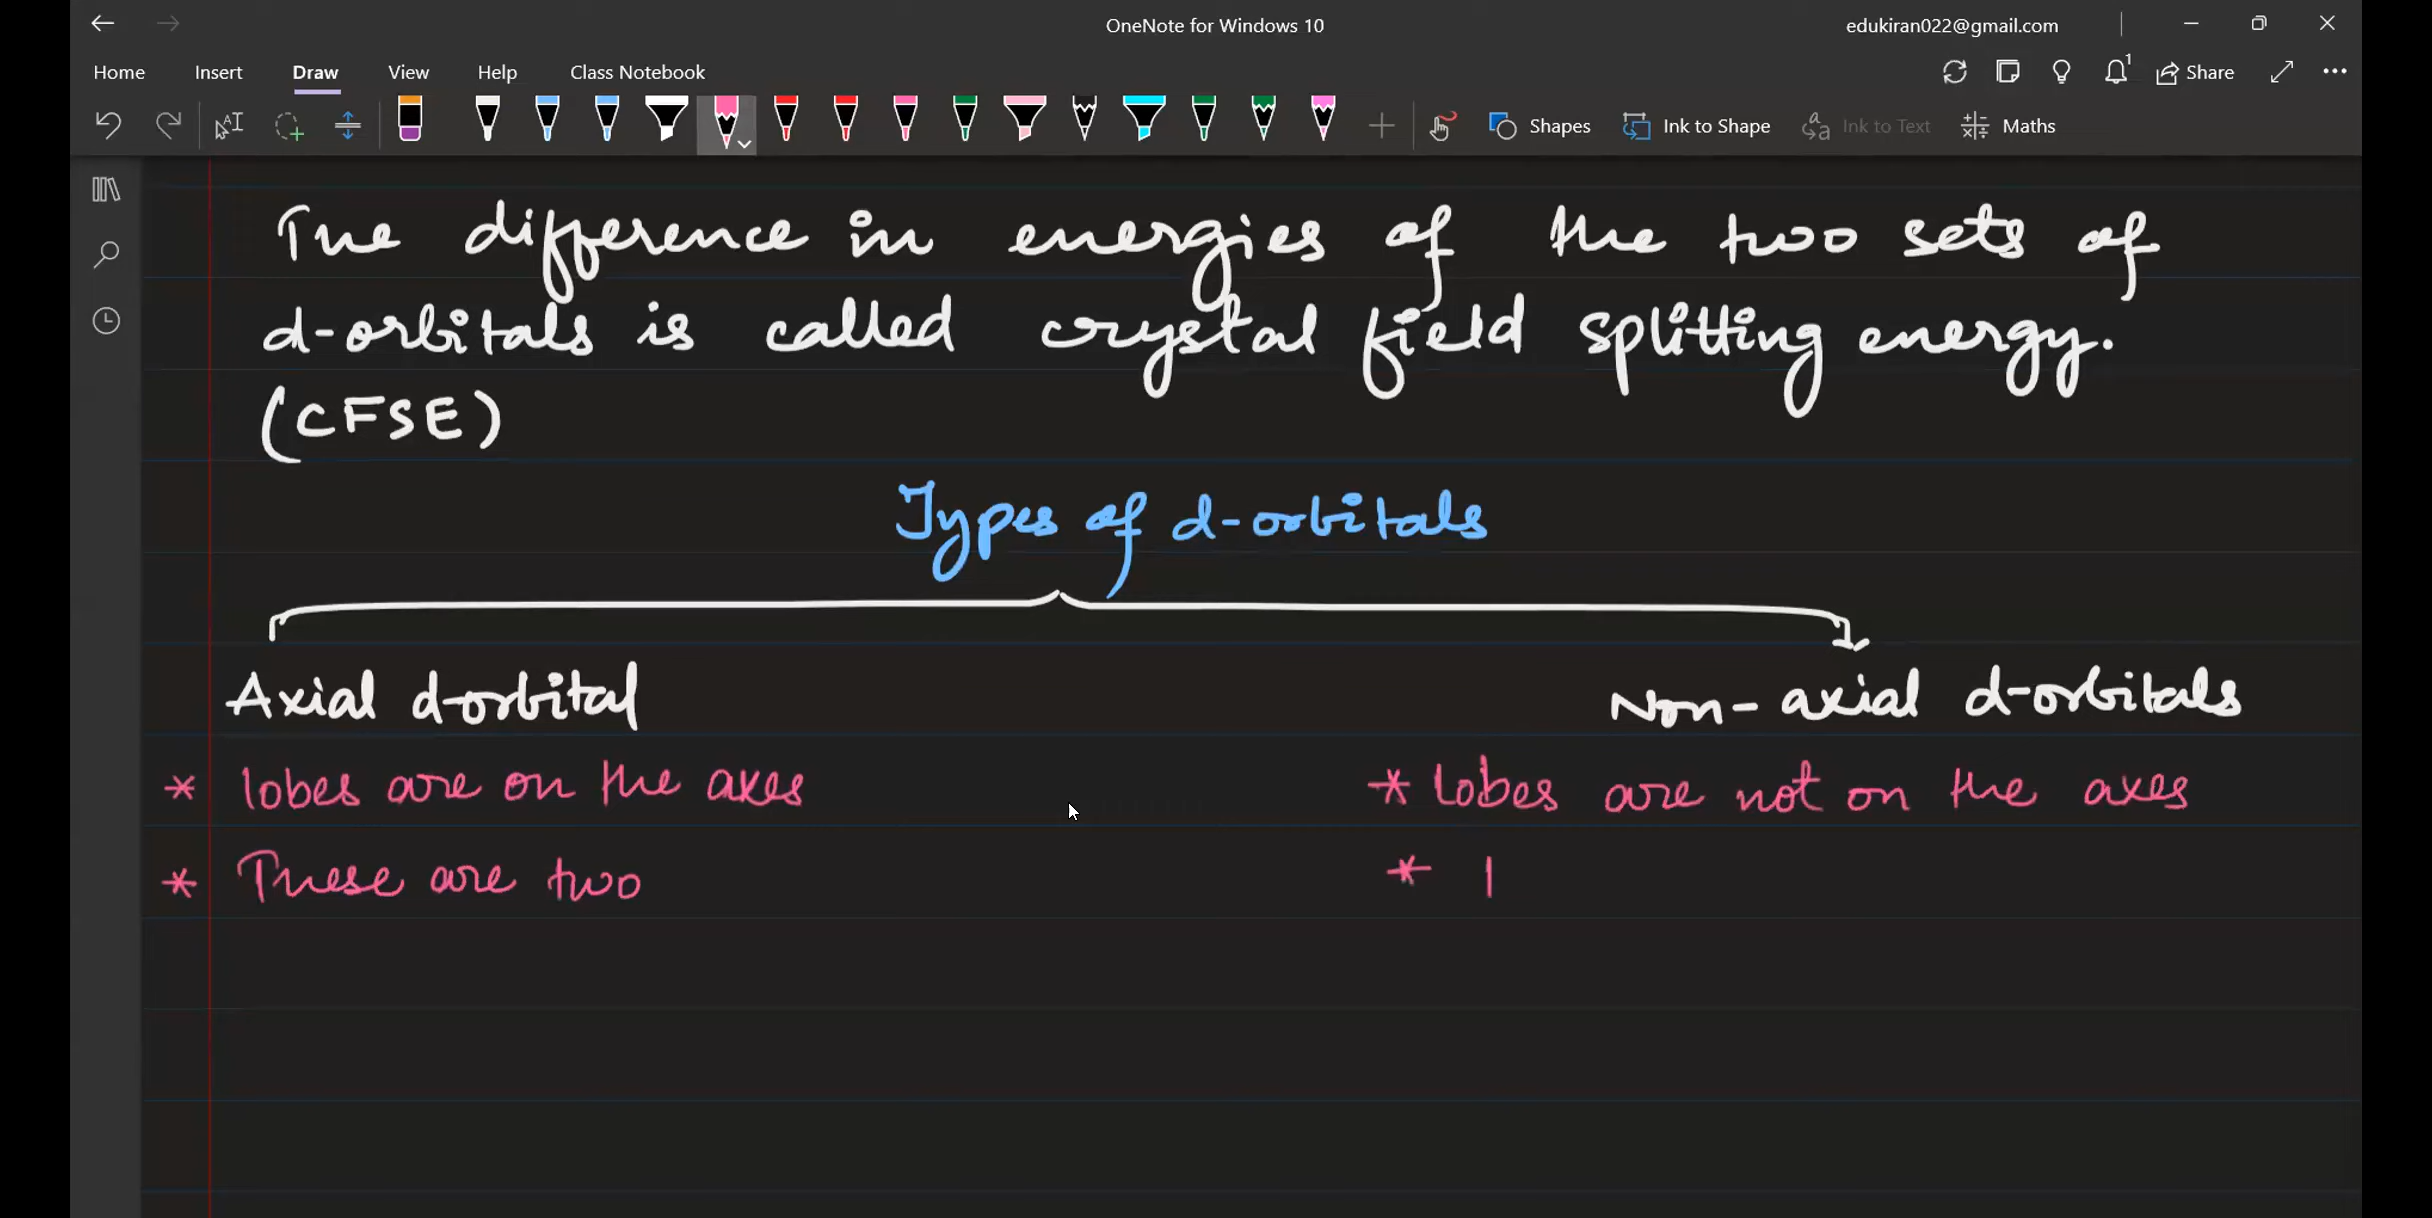 OneNote for Windows 10
edukiran022@gmail.com
Home Insert Draw View Help Class Notebook
1 Share
Shapes Ink to Shape Ink to Text Maths
The difference in energies of the two sets of
d-orbitals is called crystal field splitting energy.
(CFSE)
Types of d-orbitals
Axial d-orbital
Non-axial d-orbitals
* lobes are on the axes
* lobes are not on the axes
* These are two
* I